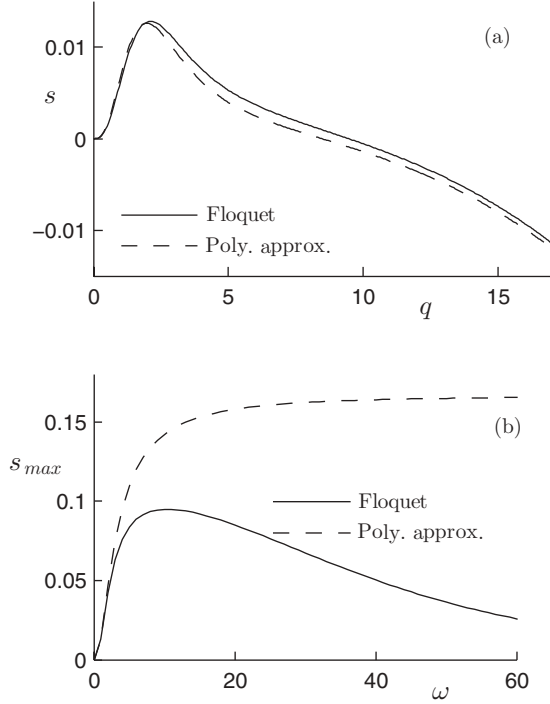 (a)
0.01
s
0
Floquet
Poly. approx.
−0.01
0 5 10 15
q
0.15
(b)
s max
0.1
Floquet
Poly. approx.
0.05
0
0 20 40 60
ω